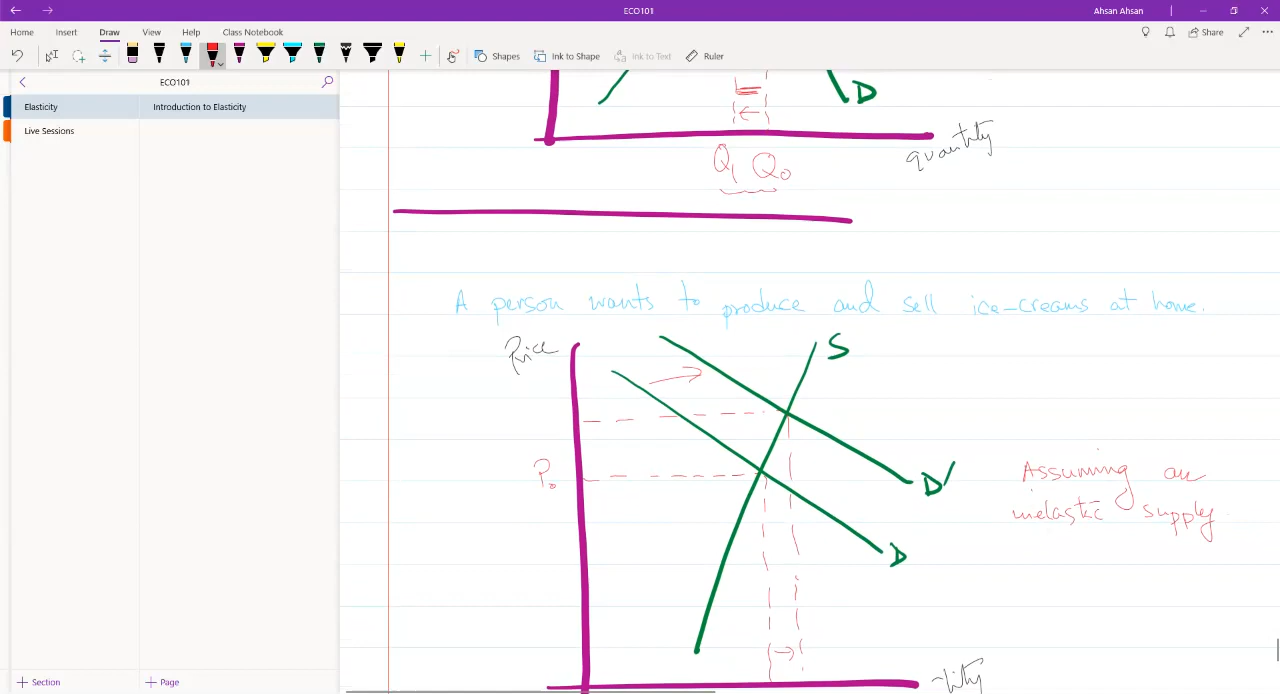 ECO101
Ahsan Ahsan
Home Insert Draw View Help Class Notebook
Share
Shapes Ink to Shape Ink to Text Ruler
ECO101
Elasticity
Introduction to Elasticity
Live Sessions
D
quantity
Q₁ Q₀
A person wants to produce and sell ice-creams at home.
Price
S
P₀
D'
D
Assuming an
inelastic supply
Section
Page